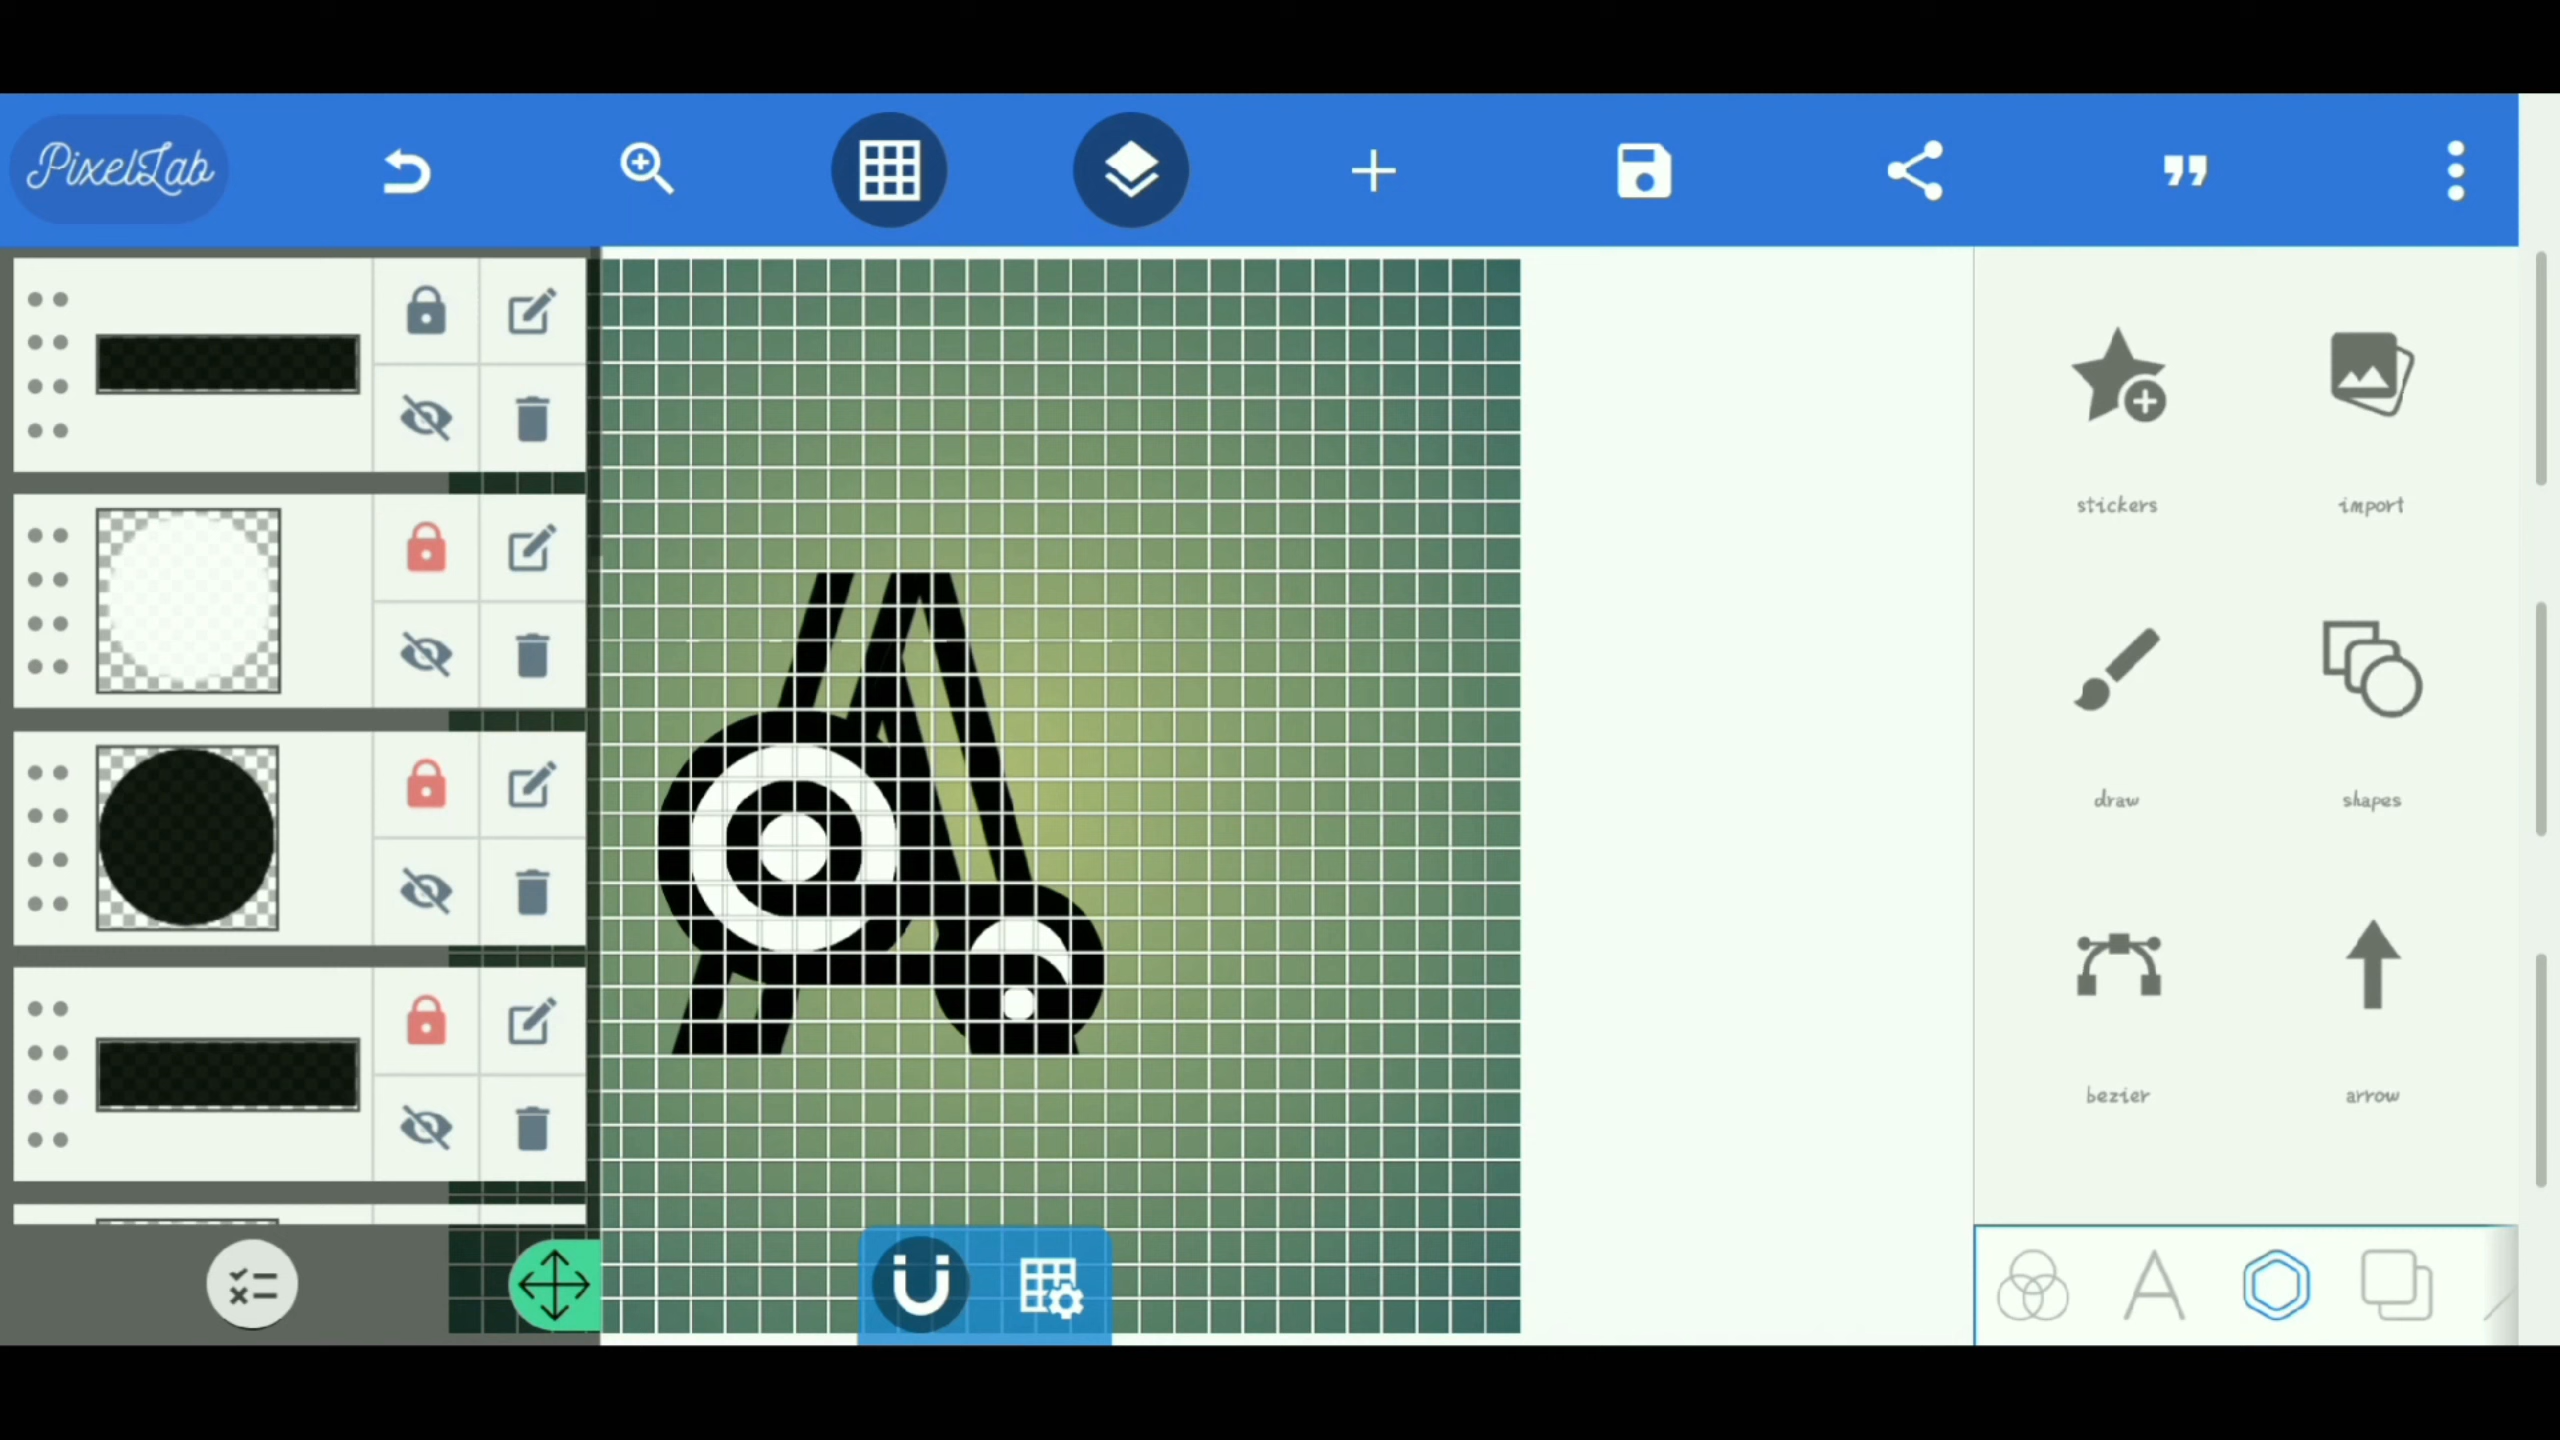 PixelLab
stickers
import
draw
shapes
bezier
arrow